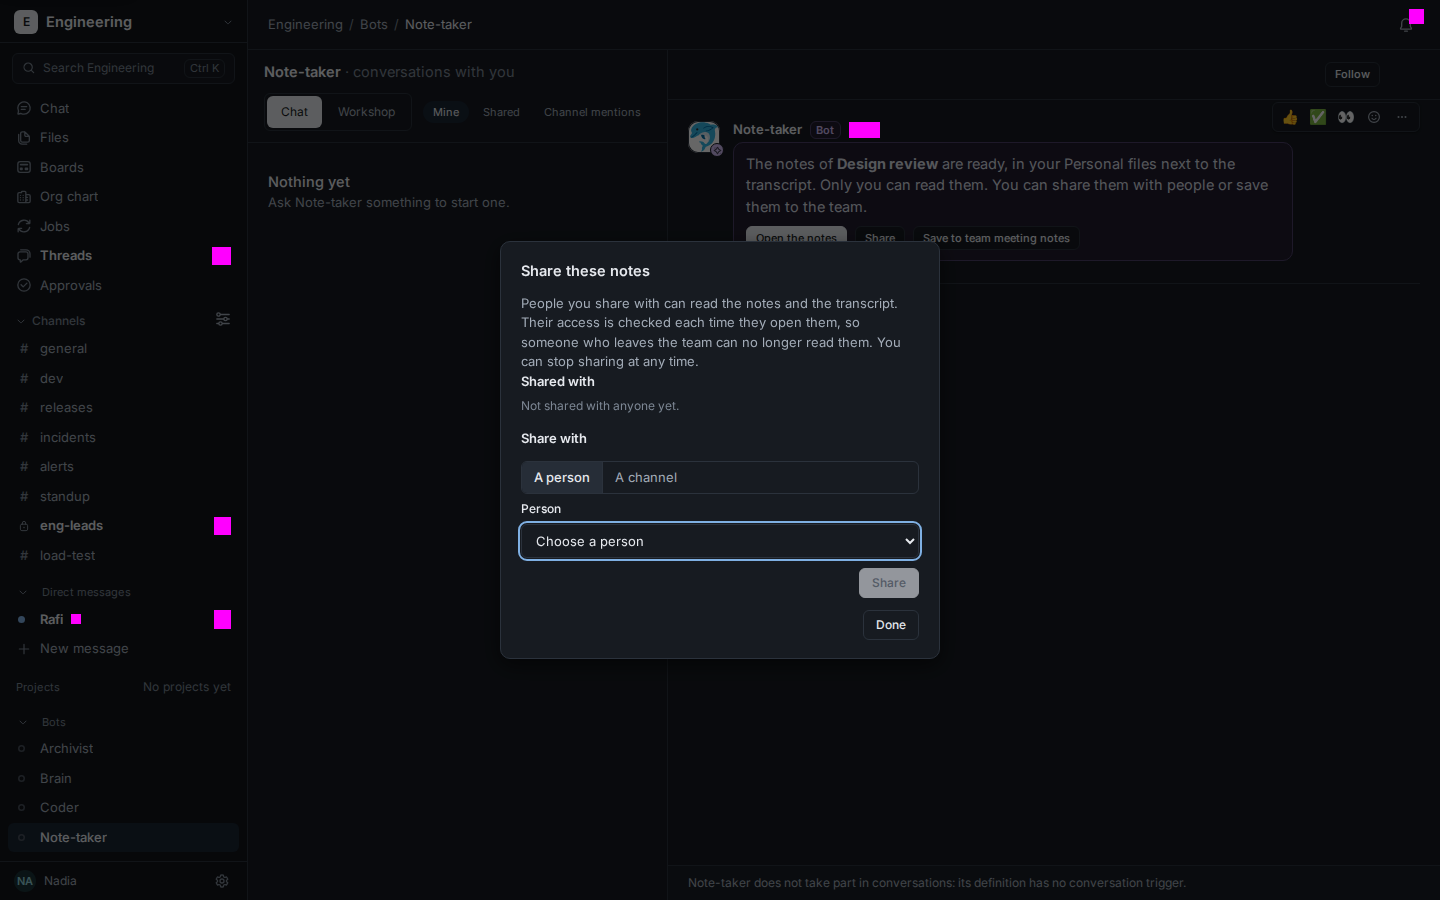 E Engineering
Search Engineering Ctrl K
Chat
Files
Boards
Org chart
Jobs
Threads
Approvals
Channels
# general
# dev
# releases
# incidents
# alerts
# standup
eng-leads
# load-test
Direct messages
Rafi
New message
Projects No projects yet
Bots
Archivist
Brain
Coder
Note-taker
NA Nadia
Engineering / Bots / Note-taker
Note-taker · conversations with you
Chat Workshop Mine Shared Channel mentions
Nothing yet
Ask Note-taker something to start one.
Follow
Note-taker Bot
The notes of Design review are ready, in your Personal files next to the
transcript. Only you can read them. You can share them with people or save
them to the team.
Open the notes Share Save to team meeting notes
Share these notes
People you share with can read the notes and the transcript.
Their access is checked each time they open them, so
someone who leaves the team can no longer read them. You
can stop sharing at any time.
Shared with
Not shared with anyone yet.
Share with
A person A channel
Person
Choose a person
Share
Done
Note-taker does not take part in conversations: its definition has no conversation trigger.